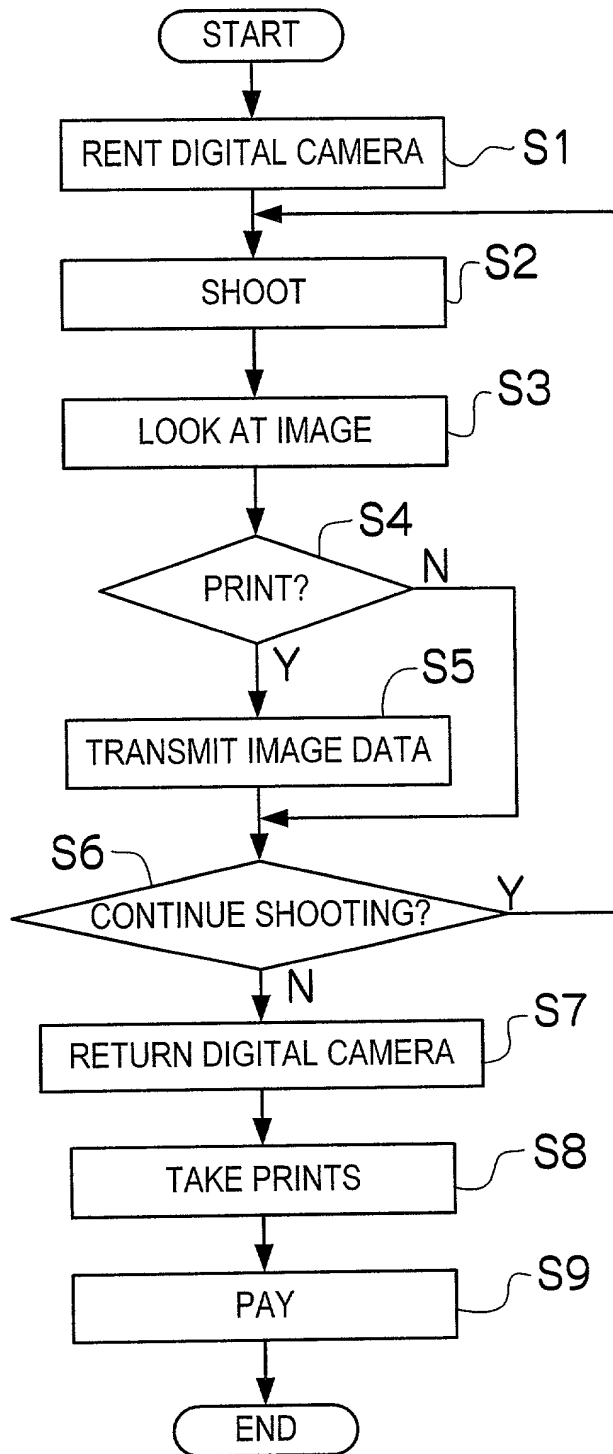 START
RENT DIGITAL CAMERA
S1
SHOOT
S2
LOOK AT IMAGE
S3
PRINT?
S4
N
Y
TRANSMIT IMAGE DATA
S5
CONTINUE SHOOTING?
S6
Y
N
RETURN DIGITAL CAMERA
S7
TAKE PRINTS
S8
PAY
S9
END